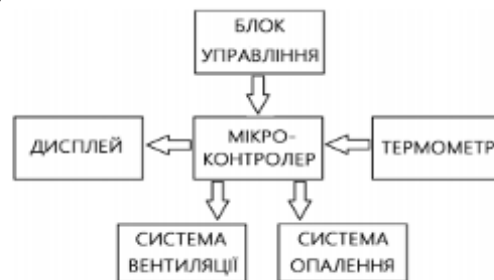 БЛОК
УПРАВЛІННЯ
ДИСПЛЕЙ
МІКРО-
КОНТРОЛЕР
ТЕРМОМЕТР
СИСТЕМА
ВЕНТИЛЯЦІЇ
СИСТЕМА
ОПАЛЕННЯ